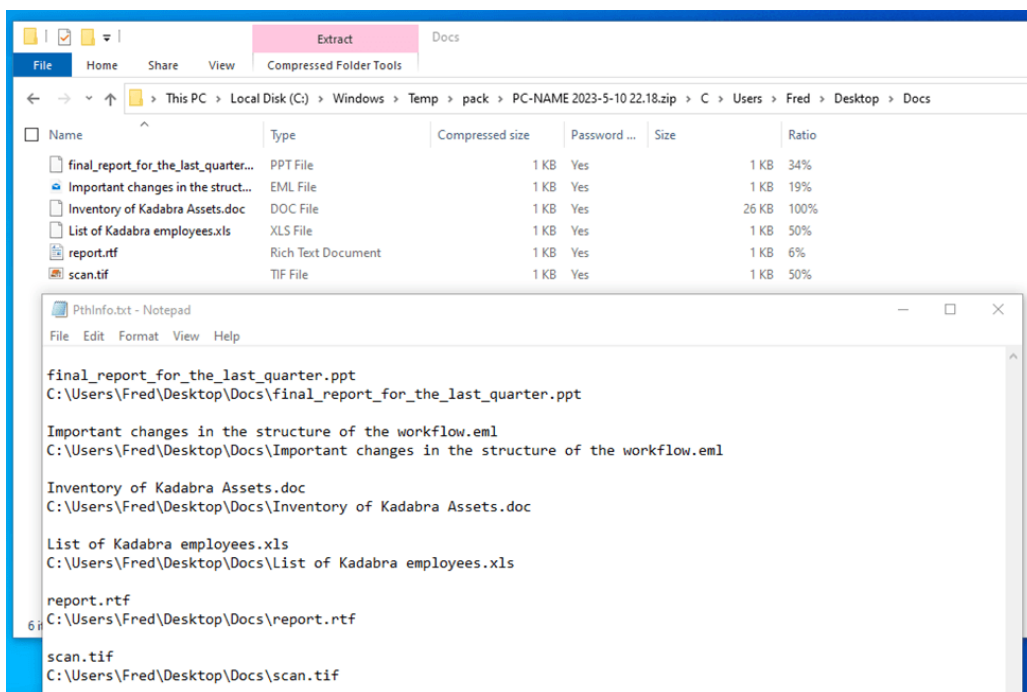 Extract Docs
File Home Share View Compressed Folder Tools
This PC > Local Disk (C:) > Windows > Temp > pack > PC-NAME 2023-5-10 22.18.zip > C > Users > Fred > Desktop > Docs
Name Type Compressed size Password ... Size Ratio
final_report_for_the_last_quarter... PPT File 1 KB Yes 1 KB 34%
Important changes in the struct... EML File 1 KB Yes 1 KB 19%
Inventory of Kadabra Assets.doc DOC File 1 KB Yes 26 KB 100%
List of Kadabra employees.xls XLS File 1 KB Yes 1 KB 50%
report.rtf Rich Text Document 1 KB Yes 1 KB 6%
scan.tif TIF File 1 KB Yes 1 KB 50%
PthInfo.txt - Notepad
File Edit Format View Help
final_report_for_the_last_quarter.ppt
C:\Users\Fred\Desktop\Docs\final_report_for_the_last_quarter.ppt
Important changes in the structure of the workflow.eml
C:\Users\Fred\Desktop\Docs\Important changes in the structure of the workflow.eml
Inventory of Kadabra Assets.doc
C:\Users\Fred\Desktop\Docs\Inventory of Kadabra Assets.doc
List of Kadabra employees.xls
C:\Users\Fred\Desktop\Docs\List of Kadabra employees.xls
report.rtf
C:\Users\Fred\Desktop\Docs\report.rtf
6
scan.tif
C:\Users\Fred\Desktop\Docs\scan.tif